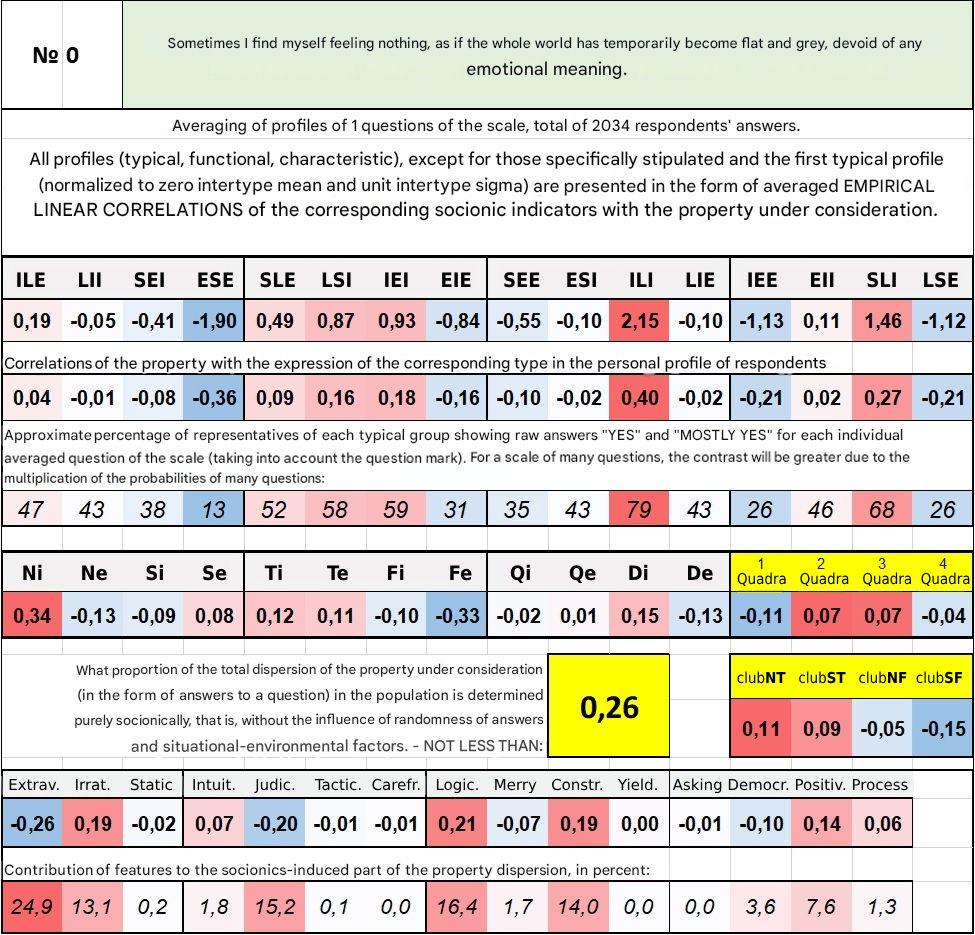 № 0
Sometimes I find myself feeling nothing, as if the whole world has temporarily become flat and grey, devoid of any
emotional meaning.
Averaging of profiles of 1 questions of the scale, total of 2034 respondents' answers.
All profiles (typical, functional, characteristic), except for those specifically stipulated and the first typical profile
(normalized to zero intertype mean and unit intertype sigma) are presented in the form of averaged EMPIRICAL
LINEAR CORRELATIONS of the corresponding socionic indicators with the property under consideration.
ILE LII SEI ESE SLE LSI IEI EIE SEE ESI ILI LIE IEE EII SLI LSE
0,19 -0,05 -0,41 -1,90 0,49 0,87 0,93 -0,84 -0,55 -0,10 2,15 -0,10 -1,13 0,11 1,46 -1,12
Correlations of the property with the expression of the corresponding type in the personal profile of respondents
0,04 -0,01 -0,08 -0,36 0,09 0,16 0,18 -0,16 -0,10 -0,02 0,40 -0,02 -0,21 0,02 0,27 -0,21
Approximate percentage of representatives of each typical group showing raw answers "YES" and "MOSTLY YES" for each individual
averaged question of the scale (taking into account the question mark). For a scale of many questions, the contrast will be greater due to the
multiplication of the probabilities of many questions:
47 43 38 13 52 58 59 31 35 43 79 43 26 46 68 26
Ni Ne Si Se Ti Te Fi Fe Qi Qe Di De 1 Quadra 2 Quadra 3 Quadra 4 Quadra
0,34 -0,13 -0,09 0,08 0,12 0,11 -0,10 -0,33 -0,02 0,01 0,15 -0,13 -0,11 0,07 0,07 -0,04
What proportion of the total dispersion of the property under consideration
(in the form of answers to a question) in the population is determined
purely socionically, that is, without the influence of randomness of answers
and situational-environmental factors. - NOT LESS THAN:
0,26
clubNT clubST clubNF clubSF
0,11 0,09 -0,05 -0,15
Extrav. Irrat. Static Intuit. Judic. Tactic. Carefr. Logic. Merry Constr. Yield. Asking Democr. Positiv. Process
-0,26 0,19 -0,02 0,07 -0,20 -0,01 -0,01 0,21 -0,07 0,19 0,00 -0,01 -0,10 0,14 0,06
Contribution of features to the socionics-induced part of the property dispersion, in percent:
24,9 13,1 0,2 1,8 15,2 0,1 0,0 16,4 1,7 14,0 0,0 0,0 3,6 7,6 1,3